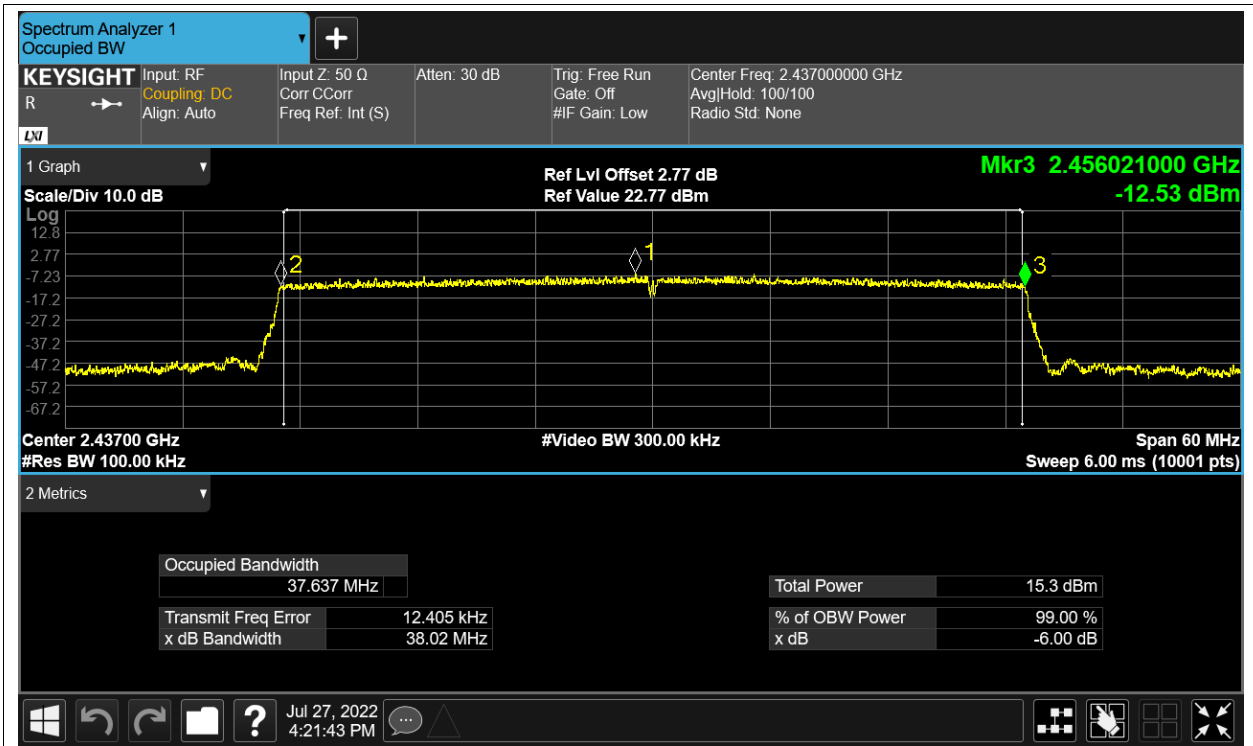 Spectrum Analyzer 1
Occupied BW
KEYSIGHT Input: RF Input Z: 50 Ω Atten: 30 dB Trig: Free Run Center Freq: 2.437000000 GHz
R Coupling: DC Corr CCorr Gate: Off Avg|Hold: 100/100
Align: Auto Freq Ref: Int (S) #IF Gain: Low Radio Std: None
LXI
1 Graph
Ref Lvl Offset 2.77 dB
Mkr3 2.456021000 GHz
Scale/Div 10.0 dB
Ref Value 22.77 dBm
-12.53 dBm
Log
12.8
2.77
-7.23
-17.2
-27.2
-37.2
-47.2
-57.2
-67.2
1
2
3
Center 2.43700 GHz #Video BW 300.00 kHz Span 60 MHz
#Res BW 100.00 kHz Sweep 6.00 ms (10001 pts)
2 Metrics
Occupied Bandwidth
37.637 MHz
Total Power 15.3 dBm
Transmit Freq Error 12.405 kHz
% of OBW Power 99.00 %
x dB Bandwidth 38.02 MHz
x dB -6.00 dB
?
Jul 27, 2022
4:21:43 PM